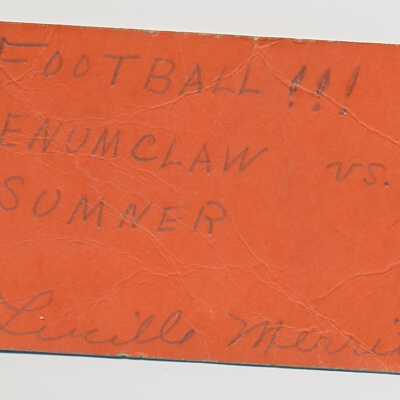 FOOTBALL!!!
ENUMCLAW vs.
SUMNER
Lucille